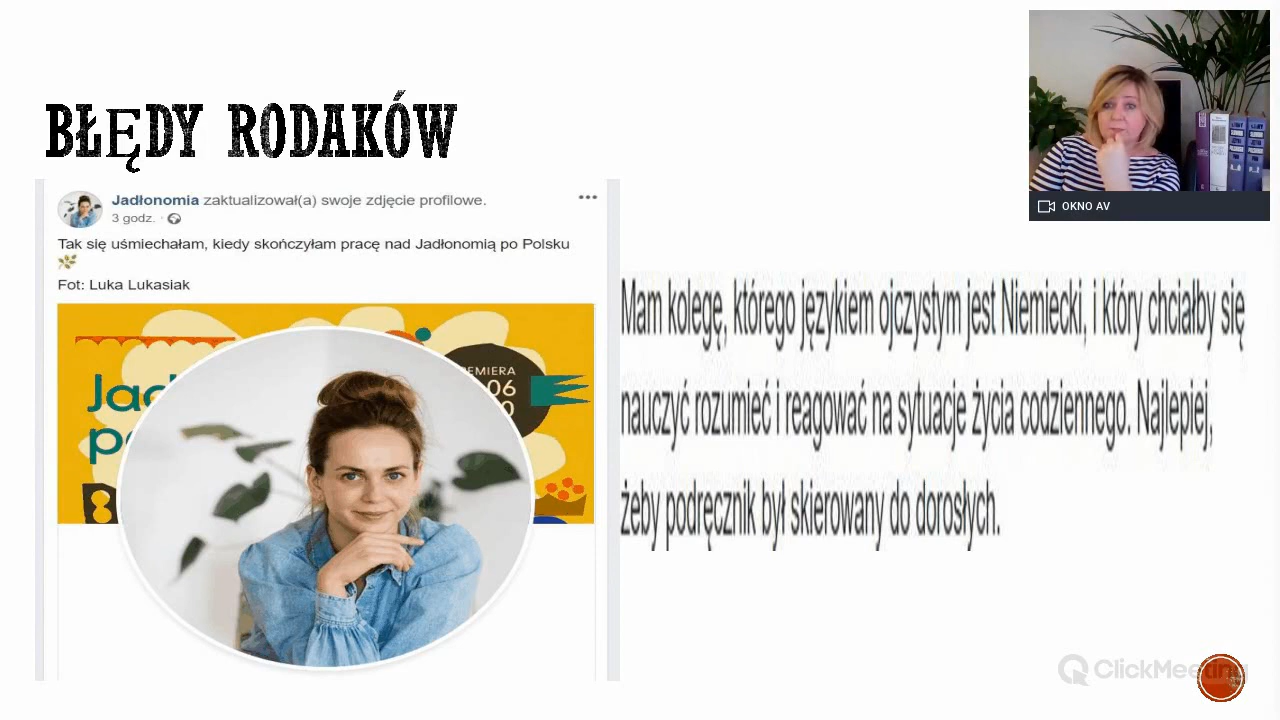 BŁĘDY RODAKÓW
Jadłonomia zaktualizował(a) swoje zdjęcie profilowe.
3 godz.
Tak się uśmiechałam, kiedy skończyłam pracę nad Jadłonomią po Polsku
Fot: Luka Lukasiak
OKNO AV
Mam kolegę, którego językiem ojczystym jest Niemiecki, i który chciałby się
nauczyć rozumieć i reagować na sytuacje życia codziennego. Najlepiej,
żeby podręcznik był skierowany do dorosłych.
ClickMeeting